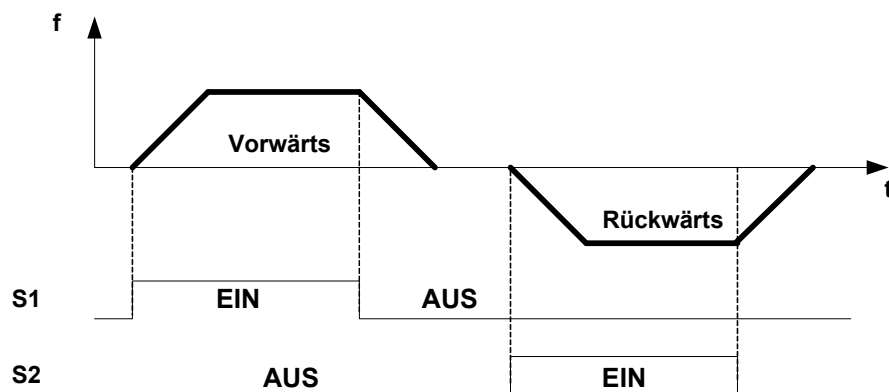 f
Vorwärts
t
Rückwärts
S1 EIN AUS
S2 AUS EIN